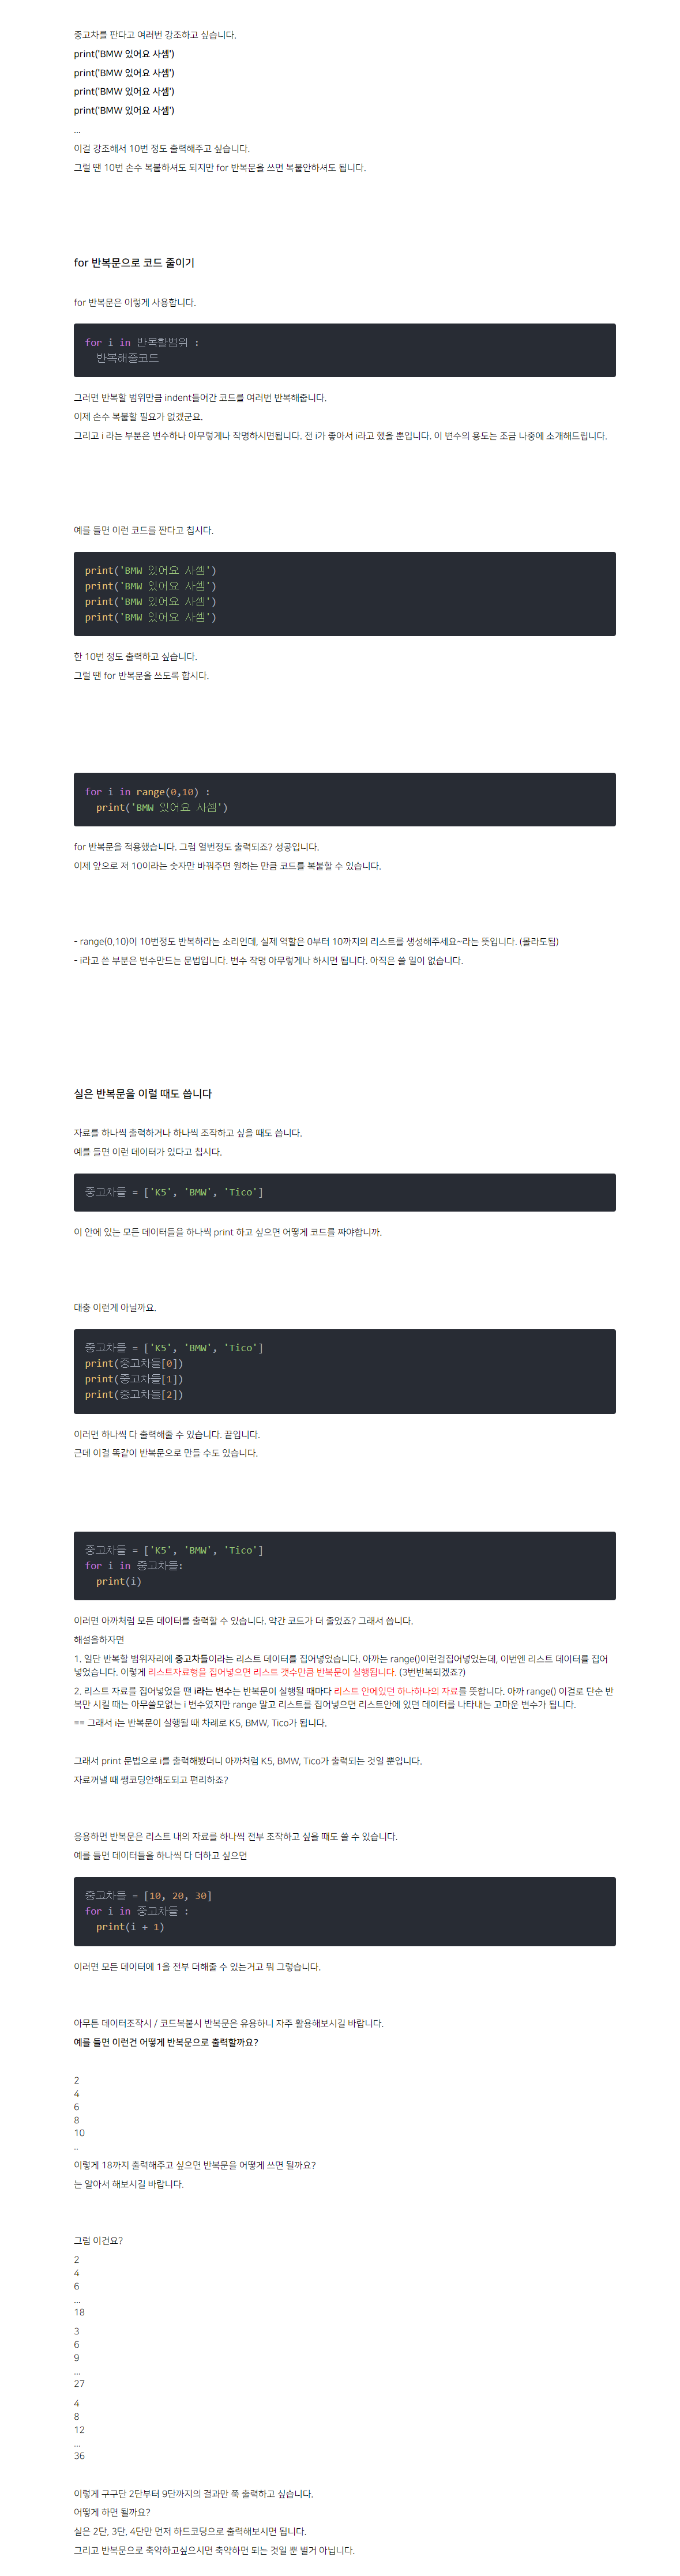 중고차를 판다고 여러번 강조하고 싶습니다.
print('BMW 있어요 사셈')
print('BMW 있어요 사셈')
print('BMW 있어요 사셈')
print('BMW 있어요 사셈')
...
이걸 강조해서 10번 정도 출력해주고 싶습니다.
그럴 땐 10번 손수 복붙하셔도 되지만 for 반복문을 쓰면 복붙안하셔도 됩니다.
for 반복문으로 코드 줄이기
for 반복문은 이렇게 사용합니다.
for i in 반복할범위 :
  반복해줄코드
그러면 반복할 범위만큼 indent들어간 코드를 여러번 반복해줍니다.
이제 손수 복붙할 필요가 없겠군요.
그리고 i 라는 부분은 변수하나 아무렇게나 작명하시면됩니다. 전 i가 좋아서 i라고 했을 뿐입니다. 이 변수의 용도는 조금 나중에 소개해드립니다.
예를 들면 이런 코드를 짠다고 칩시다.
print('BMW 있어요 사셈')
print('BMW 있어요 사셈')
print('BMW 있어요 사셈')
print('BMW 있어요 사셈')
한 10번 정도 출력하고 싶습니다.
그럴 땐 for 반복문을 쓰도록 합시다.
for i in range(0,10) :
  print('BMW 있어요 사셈')
for 반복문을 적용했습니다. 그럼 열번정도 출력되죠? 성공입니다.
이제 앞으로 저 10이라는 숫자만 바꿔주면 원하는 만큼 코드를 복붙할 수 있습니다.
- range(0,10)이 10번정도 반복하라는 소리인데, 실제 역할은 0부터 10까지의 리스트를 생성해주세요~라는 뜻입니다. (몰라도됨)
- i라고 쓴 부분은 변수만드는 문법입니다. 변수 작명 아무렇게나 하시면 됩니다. 아직은 쓸 일이 없습니다.
실은 반복문을 이럴 때도 씁니다
자료를 하나씩 출력하거나 하나씩 조작하고 싶을 때도 씁니다.
예를 들면 이런 데이터가 있다고 칩시다.
중고차들 = ['K5', 'BMW', 'Tico']
이 안에 있는 모든 데이터들을 하나씩 print 하고 싶으면 어떻게 코드를 짜야합니까.
대충 이런게 아닐까요.
중고차들 = ['K5', 'BMW', 'Tico']
print(중고차들[0])
print(중고차들[1])
print(중고차들[2])
이러면 하나씩 다 출력해줄 수 있습니다. 끝입니다.
근데 이걸 똑같이 반복문으로 만들 수도 있습니다.
중고차들 = ['K5', 'BMW', 'Tico']
for i in 중고차들:
  print(i)
이러면 아까처럼 모든 데이터를 출력할 수 있습니다. 약간 코드가 더 줄었죠? 그래서 씁니다.
해설을하자면
1. 일단 반복할 범위자리에 중고차들이라는 리스트 데이터를 집어넣었습니다. 아까는 range()이런걸집어넣었는데, 이번엔 리스트 데이터를 집어
넣었습니다. 이렇게 리스트자료형을 집어넣으면 리스트 갯수만큼 반복문이 실행됩니다. (3번반복되겠죠?)
2. 리스트 자료를 집어넣었을 땐 i라는 변수는 반복문이 실행될 때마다 리스트 안에있던 하나하나의 자료를 뜻합니다. 아까 range() 이걸로 단순 반
복만 시킬 때는 아무쓸모없는 i 변수였지만 range 말고 리스트를 집어넣으면 리스트안에 있던 데이터를 나타내는 고마운 변수가 됩니다.
== 그래서 i는 반복문이 실행될 때 차례로 K5, BMW, Tico가 됩니다.
그래서 print 문법으로 i를 출력해봤더니 아까처럼 K5, BMW, Tico가 출력되는 것일 뿐입니다.
자료꺼낼 때 쌩코딩안해도되고 편리하죠?
응용하면 반복문은 리스트 내의 자료를 하나씩 전부 조작하고 싶을 때도 쓸 수 있습니다.
예를 들면 데이터들을 하나씩 다 더하고 싶으면
중고차들 = [10, 20, 30]
for i in 중고차들 :
  print(i + 1)
이러면 모든 데이터에 1을 전부 더해줄 수 있는거고 뭐 그렇습니다.
아무튼 데이터조작시 / 코드복붙시 반복문은 유용하니 자주 활용해보시길 바랍니다.
예를 들면 이런건 어떻게 반복문으로 출력할까요?
2
4
6
8
10
..
이렇게 18까지 출력해주고 싶으면 반복문을 어떻게 쓰면 될까요?
는 알아서 해보시길 바랍니다.
그럼 이건요?
2
4
6
...
18
3
6
9
...
27
4
8
12
...
36
이렇게 구구단 2단부터 9단까지의 결과만 쭉 출력하고 싶습니다.
어떻게 하면 될까요?
실은 2단, 3단, 4단만 먼저 하드코딩으로 출력해보시면 됩니다.
그리고 반복문으로 축약하고싶으시면 축약하면 되는 것일 뿐 별거 아닙니다.